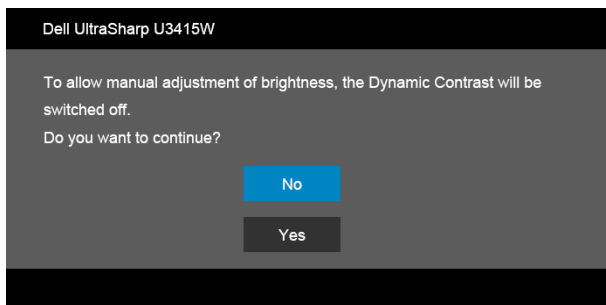 Dell UltraSharp U3415W
To allow manual adjustment of brightness, the Dynamic Contrast will be
switched off.
Do you want to continue?
No
Yes